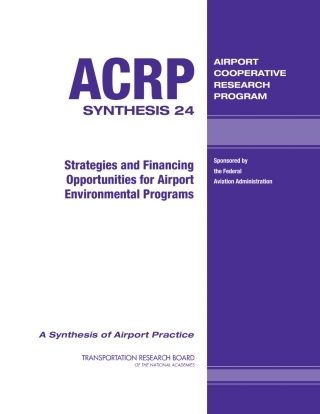 ACRP
SYNTHESIS 24
AIRPORT
COOPERATIVE
RESEARCH
PROGRAM
Strategies and Financing
Opportunities for Airport
Environmental Programs
Sponsored by
the Federal
Aviation Administration
A Synthesis of Airport Practice
TRANSPORTATION RESEARCH BOARD
OF THE NATIONAL ACADEMIES